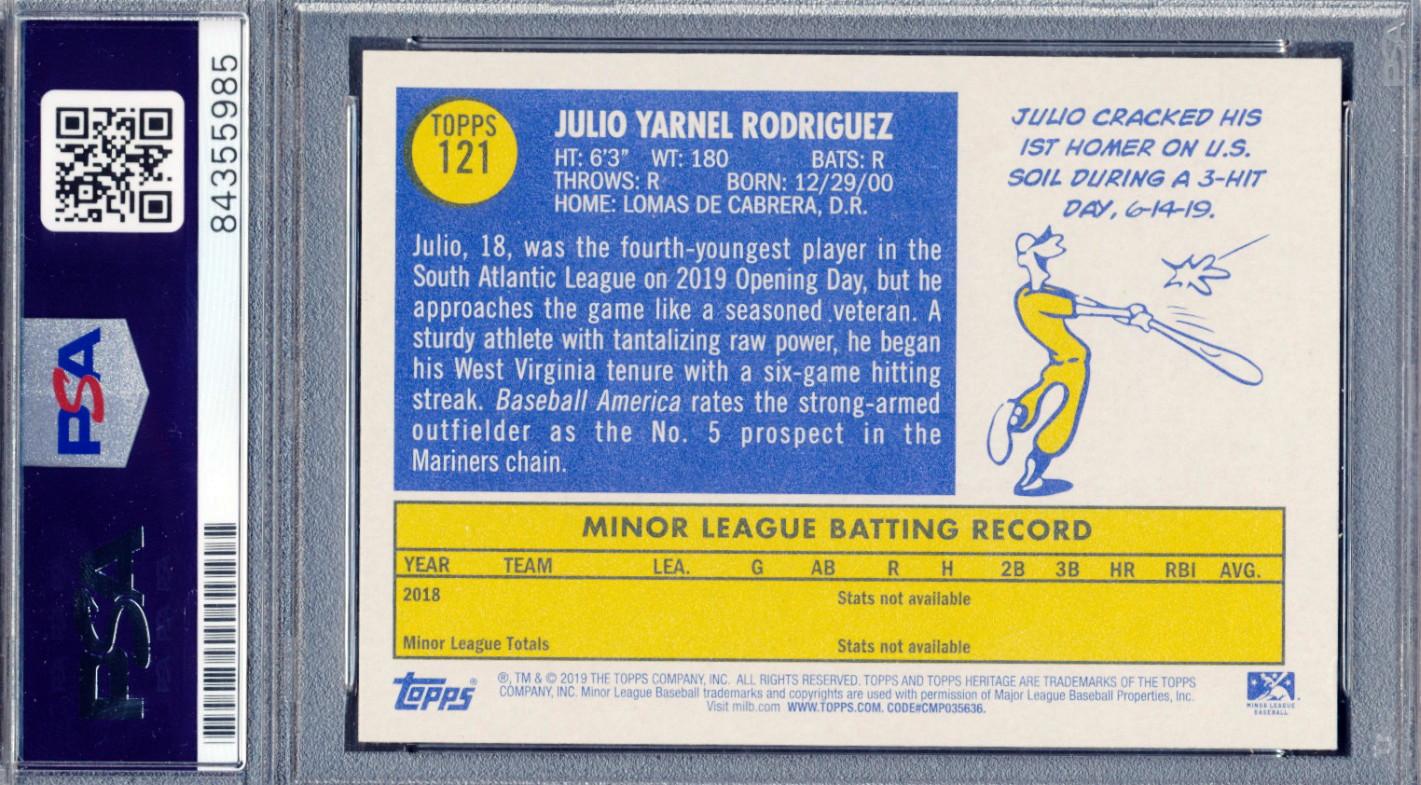 84355985
PSA
PSA
TOPPS
121
JULIO YARNEL RODRIGUEZ
HT: 6'3" WT: 180 BATS: R
THROWS: R BORN: 12/29/00
HOME: LOMAS DE CABRERA, D.R.
Julio, 18, was the fourth-youngest player in the
South Atlantic League on 2019 Opening Day, but he
approaches the game like a seasoned veteran. A
sturdy athlete with tantalizing raw power, he began
his West Virginia tenure with a six-game hitting
streak. Baseball America rates the strong-armed
outfielder as the No. 5 prospect in the
Mariners chain.
JULIO CRACKED HIS
1ST HOMER ON U.S.
SOIL DURING A 3-HIT
DAY, 6-14-19.
MINOR LEAGUE BATTING RECORD
YEAR TEAM LEA. G AB R H 2B 3B HR RBI AVG.
2018 Stats not available
Minor League Totals Stats not available
Topps®
®, TM & © 2019 THE TOPPS COMPANY, INC. ALL RIGHTS RESERVED. TOPPS AND TOPPS HERITAGE ARE TRADEMARKS OF THE TOPPS
COMPANY, INC. Minor League Baseball trademarks and copyrights are used with permission of Major League Baseball Properties, Inc.
Visit milb.com WWW.TOPPS.COM. CODE#CMP035636.
MINOR LEAGUE
BASEBALL
PSA